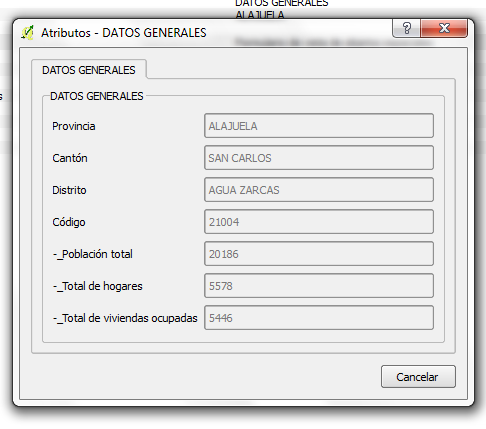 DATOS GENERALES
ALAJUELA
Atributos - DATOS GENERALES
DATOS GENERALES
DATOS GENERALES
Provincia ALAJUELA
Cantón SAN CARLOS
Distrito AGUA ZARCAS
Código 21004
-_Población total 20186
-_Total de hogares 5578
-_Total de viviendas ocupadas 5446
Cancelar